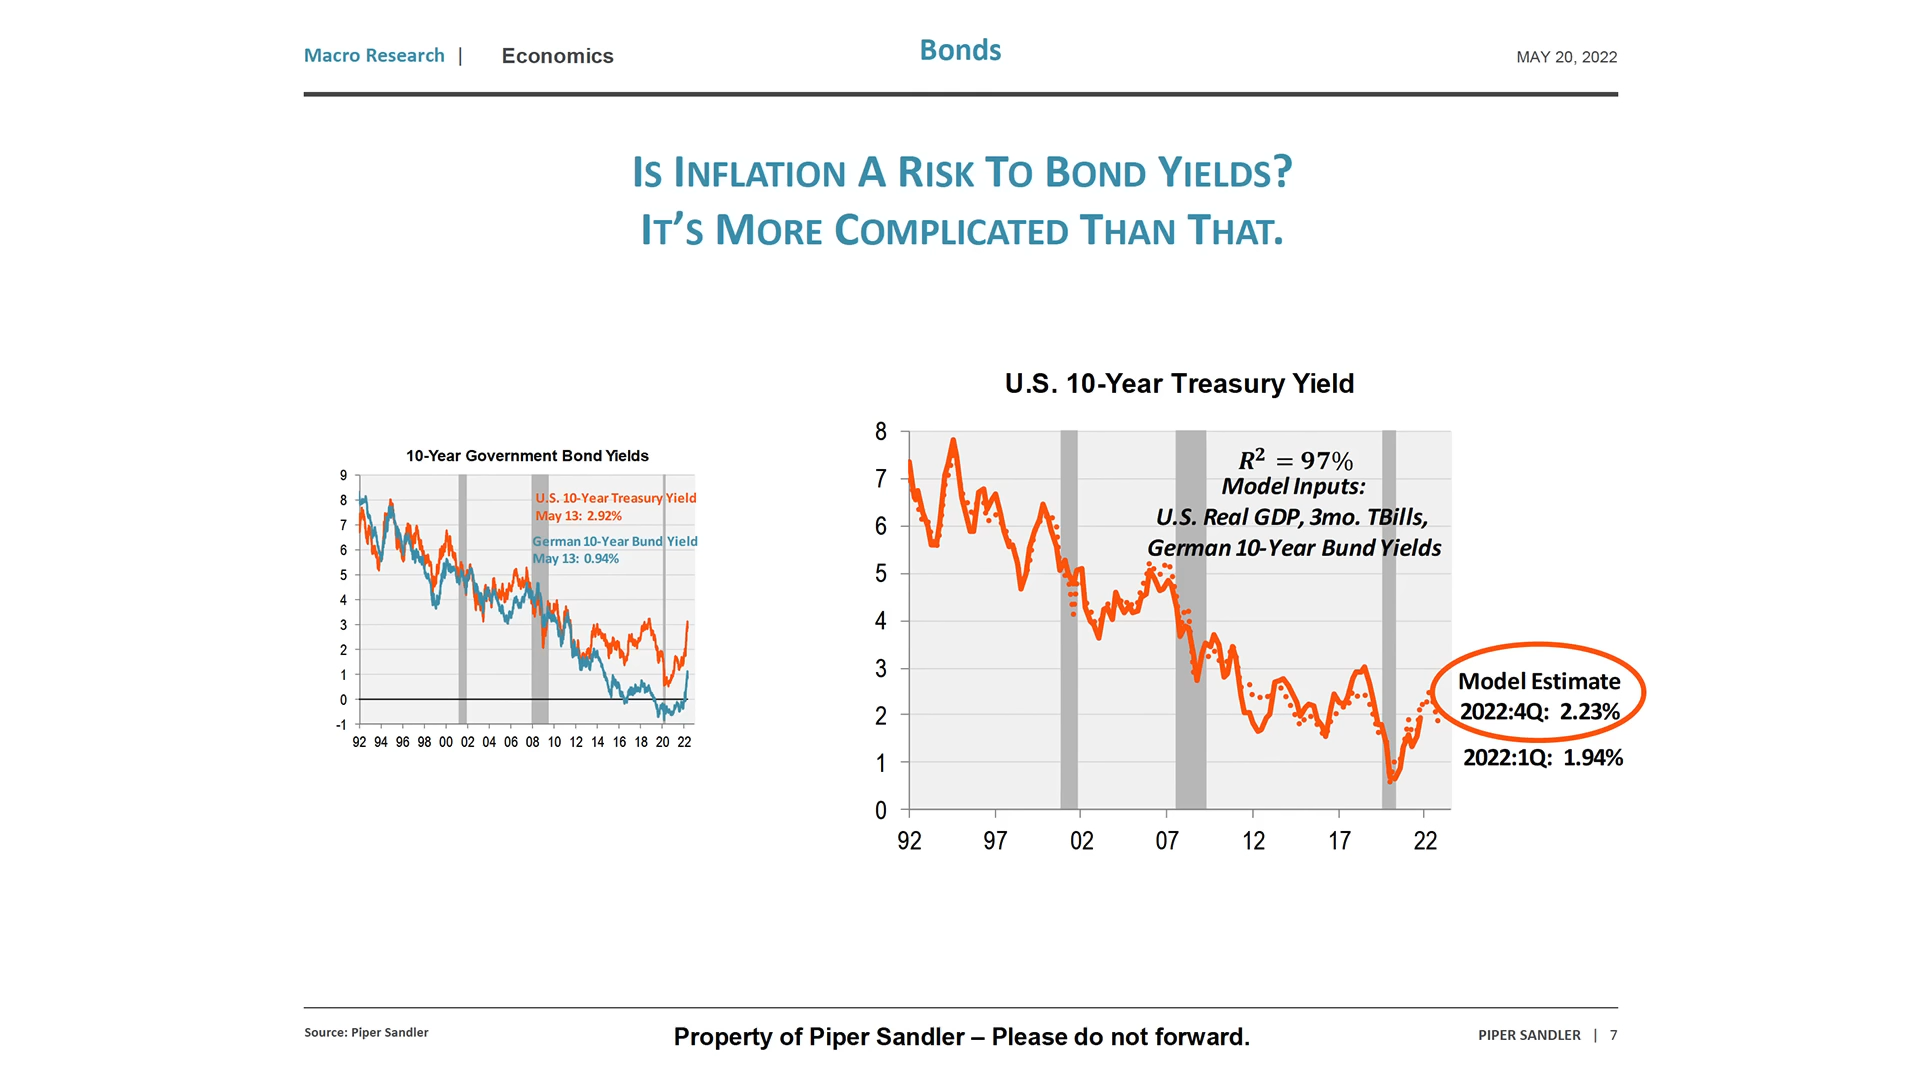 Macro Research |
Economics
Bonds
MAY 20, 2022
IS INFLATION A RISK TO BOND YIELDS?
IT'S MORE COMPLICATED THAN THAT.
10-Year Government Bond Yields
9
8
7
6
5
4
3
2
1
0
-1
U.S. 10-Year Treasury Yield
May 13: 2.92%
German 10-Year Bund Yield
May 13: 0.94%
92 94 96 98 00 02 04 06 08 10 12 14 16 18 20 22
U.S. 10-Year Treasury Yield
8
7
6
5
4
3
2
1
0
R² = 97%
Model Inputs:
U.S. Real GDP, 3mo. TBills,
German 10-Year Bund Yields
Model Estimate
2022:4Q: 2.23%
2022:1Q: 1.94%
92 97 02 07 12 17 22
Source: Piper Sandler
Property of Piper Sandler – Please do not forward.
PIPER SANDLER | 7